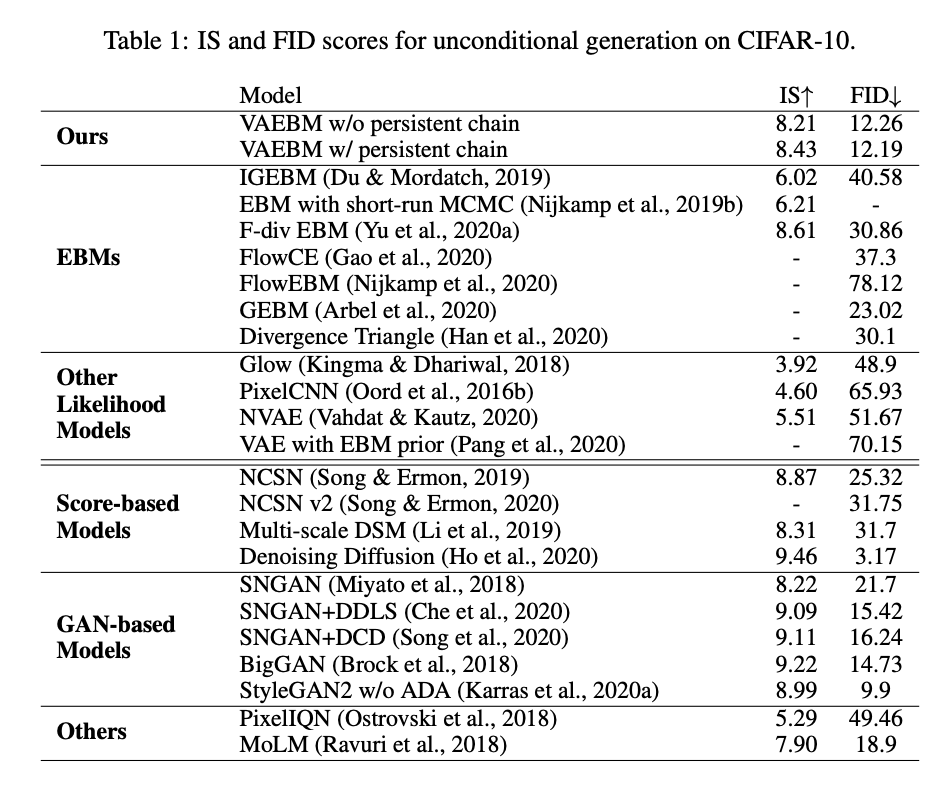 Table 1: IS and FID scores for unconditional generation on CIFAR-10.
Model IS↑ FID↓
Ours
VAEBM w/o persistent chain 8.21 12.26
VAEBM w/ persistent chain 8.43 12.19
EBMs
IGEBM (Du & Mordatch, 2019) 6.02 40.58
EBM with short-run MCMC (Nijkamp et al., 2019b) 6.21 -
F-div EBM (Yu et al., 2020a) 8.61 30.86
FlowCE (Gao et al., 2020) - 37.3
FlowEBM (Nijkamp et al., 2020) - 78.12
GEBM (Arbel et al., 2020) - 23.02
Divergence Triangle (Han et al., 2020) - 30.1
Other
Likelihood
Models
Glow (Kingma & Dhariwal, 2018) 3.92 48.9
PixelCNN (Oord et al., 2016b) 4.60 65.93
NVAE (Vahdat & Kautz, 2020) 5.51 51.67
VAE with EBM prior (Pang et al., 2020) - 70.15
Score-based
Models
NCSN (Song & Ermon, 2019) 8.87 25.32
NCSN v2 (Song & Ermon, 2020) - 31.75
Multi-scale DSM (Li et al., 2019) 8.31 31.7
Denoising Diffusion (Ho et al., 2020) 9.46 3.17
GAN-based
Models
SNGAN (Miyato et al., 2018) 8.22 21.7
SNGAN+DDLS (Che et al., 2020) 9.09 15.42
SNGAN+DCD (Song et al., 2020) 9.11 16.24
BigGAN (Brock et al., 2018) 9.22 14.73
StyleGAN2 w/o ADA (Karras et al., 2020a) 8.99 9.9
Others
PixelIQN (Ostrovski et al., 2018) 5.29 49.46
MoLM (Ravuri et al., 2018) 7.90 18.9